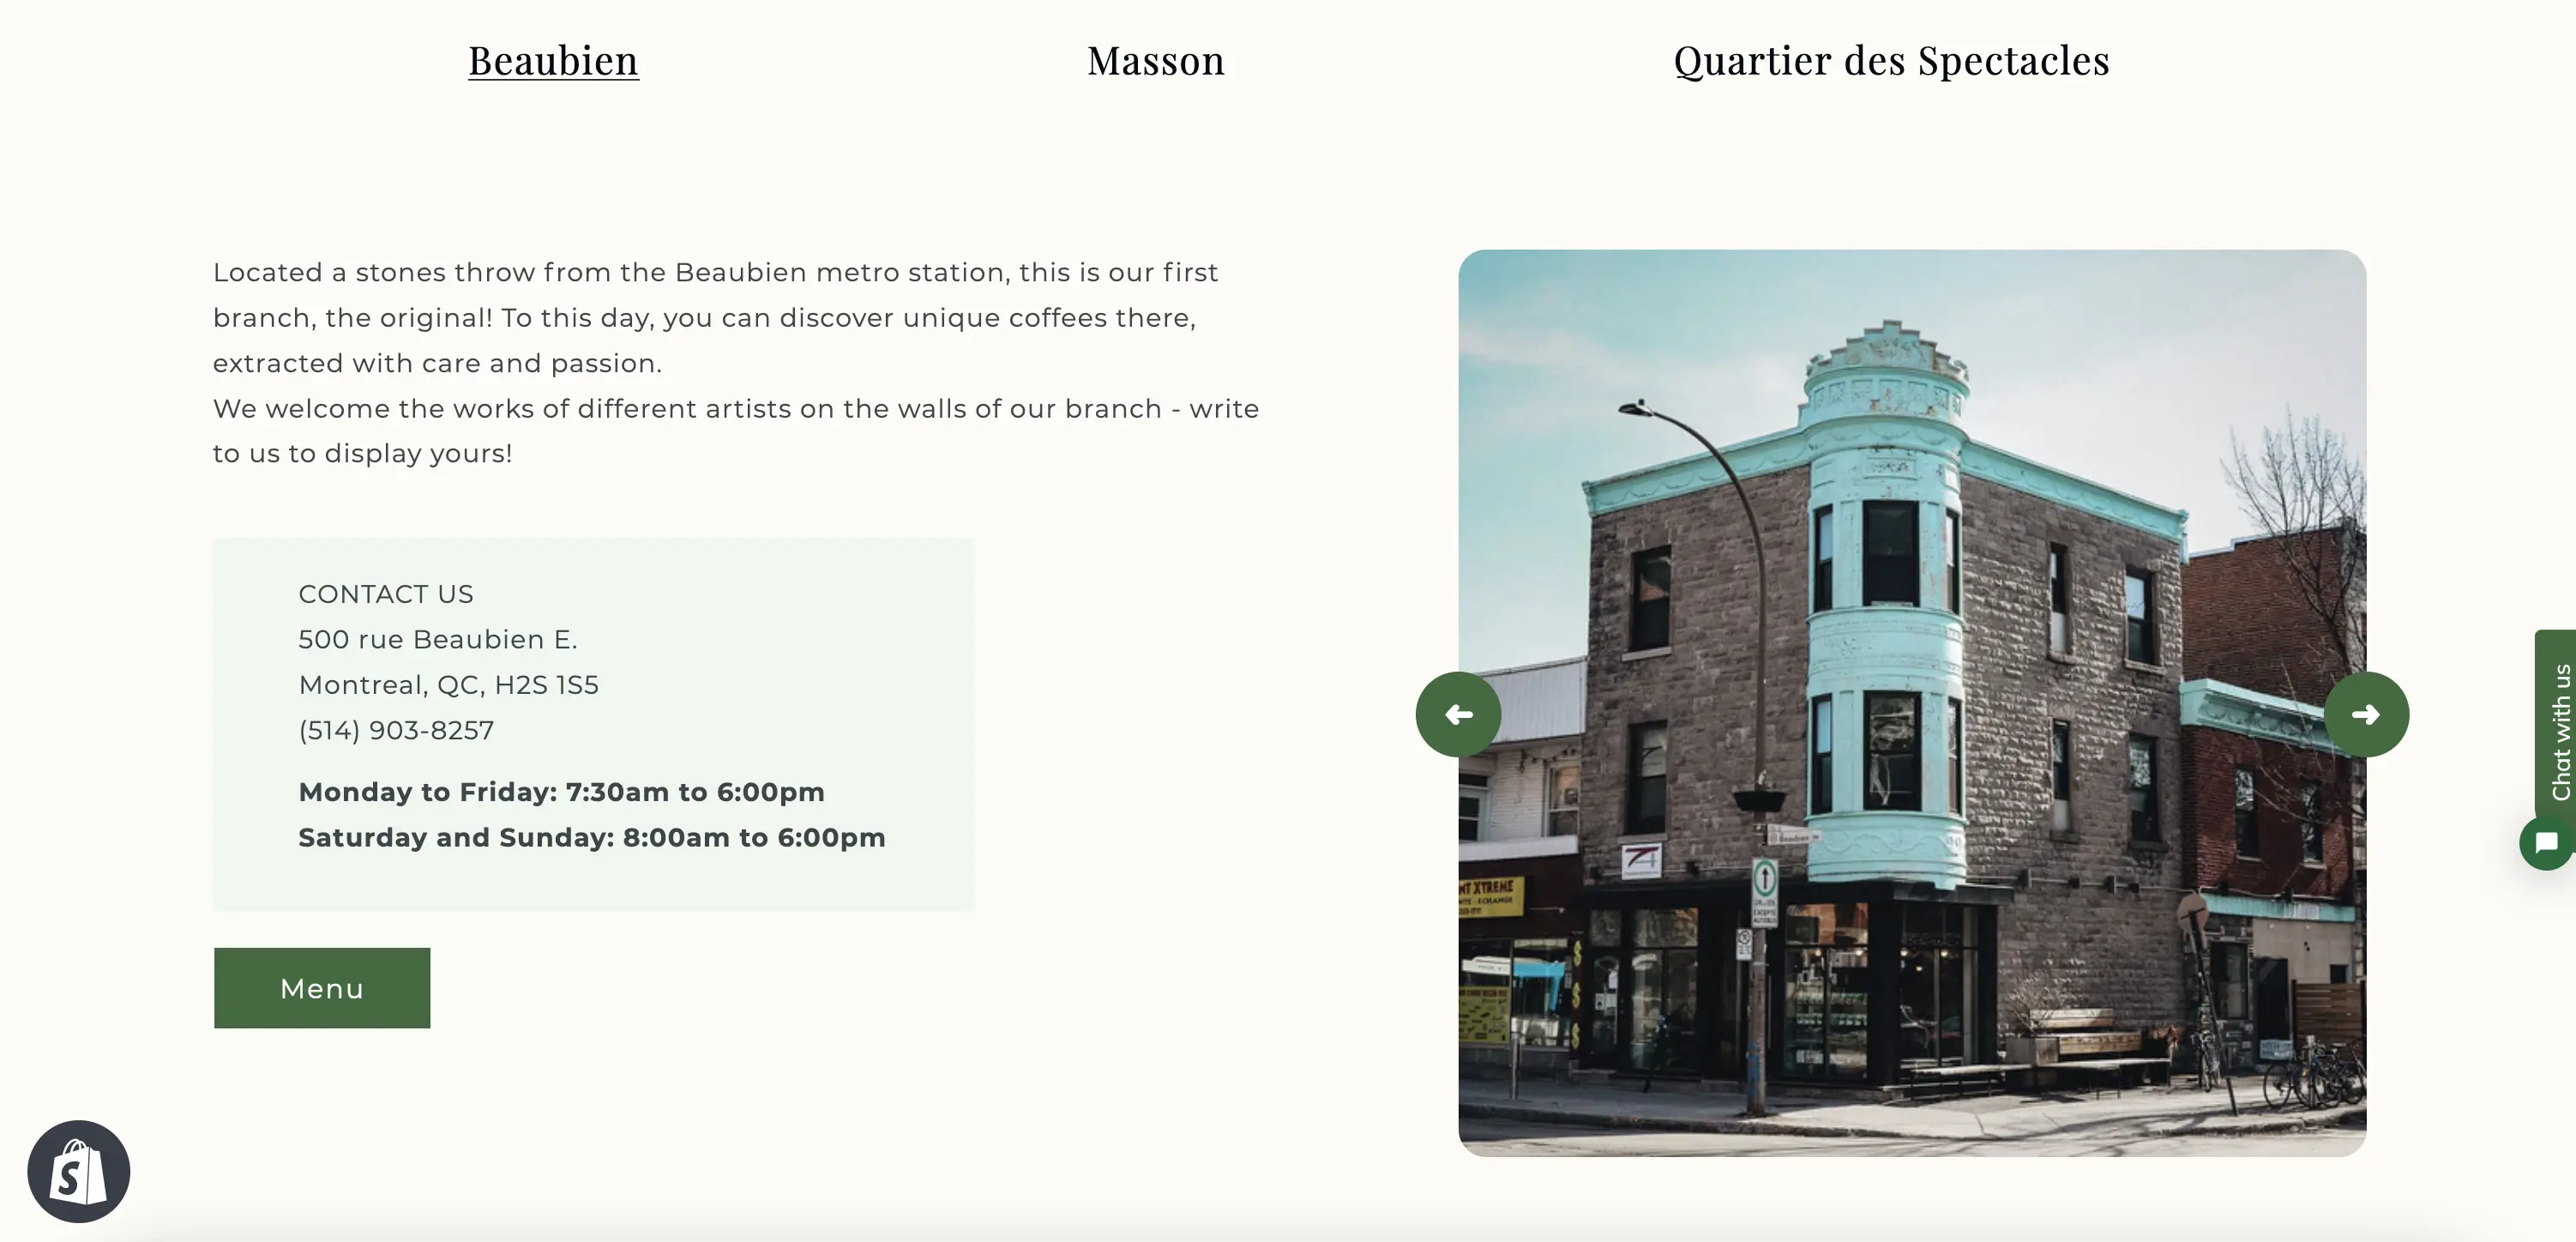 Beaubien
Masson
Quartier des Spectacles
Located a stones throw from the Beaubien metro station, this is our first
branch, the original! To this day, you can discover unique coffees there,
extracted with care and passion.
We welcome the works of different artists on the walls of our branch - write
to us to display yours!
CONTACT US
500 rue Beaubien E.
Montreal, QC, H2S 1S5
(514) 903-8257
Monday to Friday: 7:30am to 6:00pm
Saturday and Sunday: 8:00am to 6:00pm
Menu
Beaubien
NT XTREME
Chat with us
S